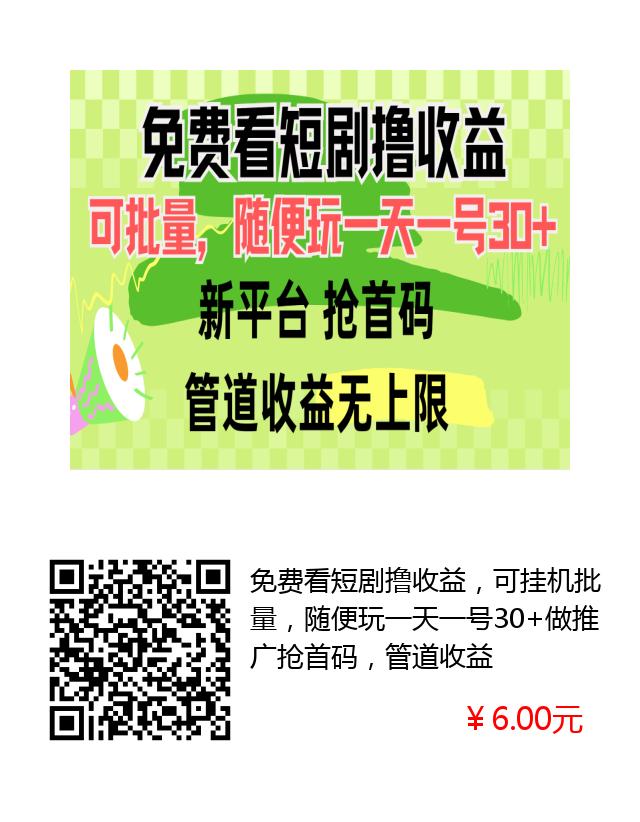 免费看短剧撸收益
可批量，随便玩一天一号30+
新平台 抢首码
管道收益无上限
免费看短剧撸收益，可挂机批
量，随便玩一天一号30+做推
广抢首码，管道收益
￥6.00元